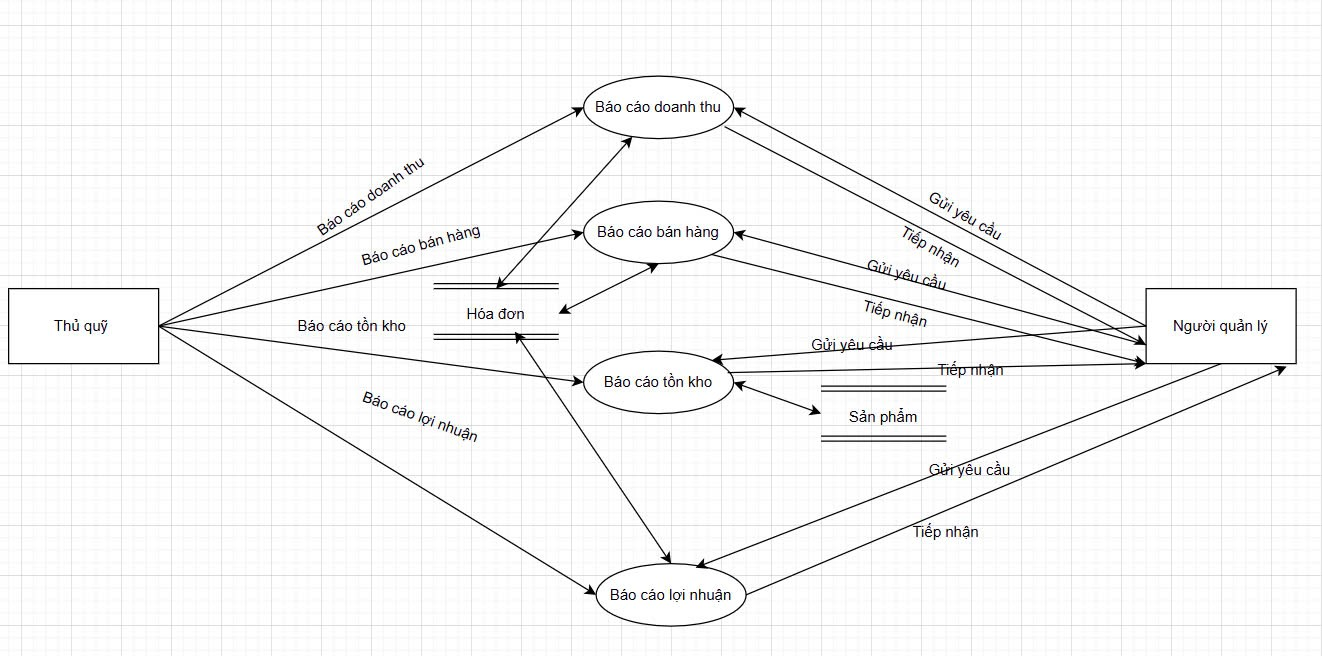 Báo cáo doanh thu
Báo cáo doanh thu
Gửi yêu cầu
Tiếp nhận
Báo cáo bán hàng
Báo cáo bán hàng
Gửi yêu cầu
Tiếp nhận
Hóa đơn
Thủ quỹ
Báo cáo tồn kho
Người quản lý
Gửi yêu cầu
Tiếp nhận
Báo cáo tồn kho
Sản phẩm
Báo cáo lợi nhuận
Gửi yêu cầu
Tiếp nhận
Báo cáo lợi nhuận